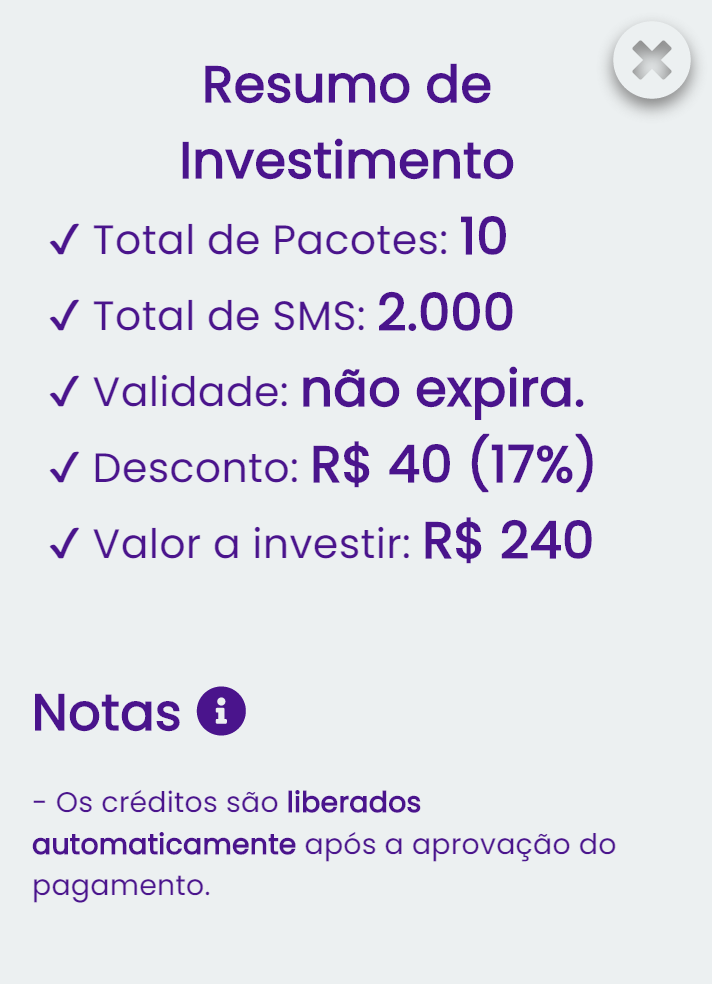 Resumo de
Investimento
✓ Total de Pacotes: 10
✓ Total de SMS: 2.000
✓ Validade: não expira.
✓ Desconto: R$ 40 (17%)
✓ Valor a investir: R$ 240
Notas
- Os créditos são liberados
automaticamente após a aprovação do
pagamento.